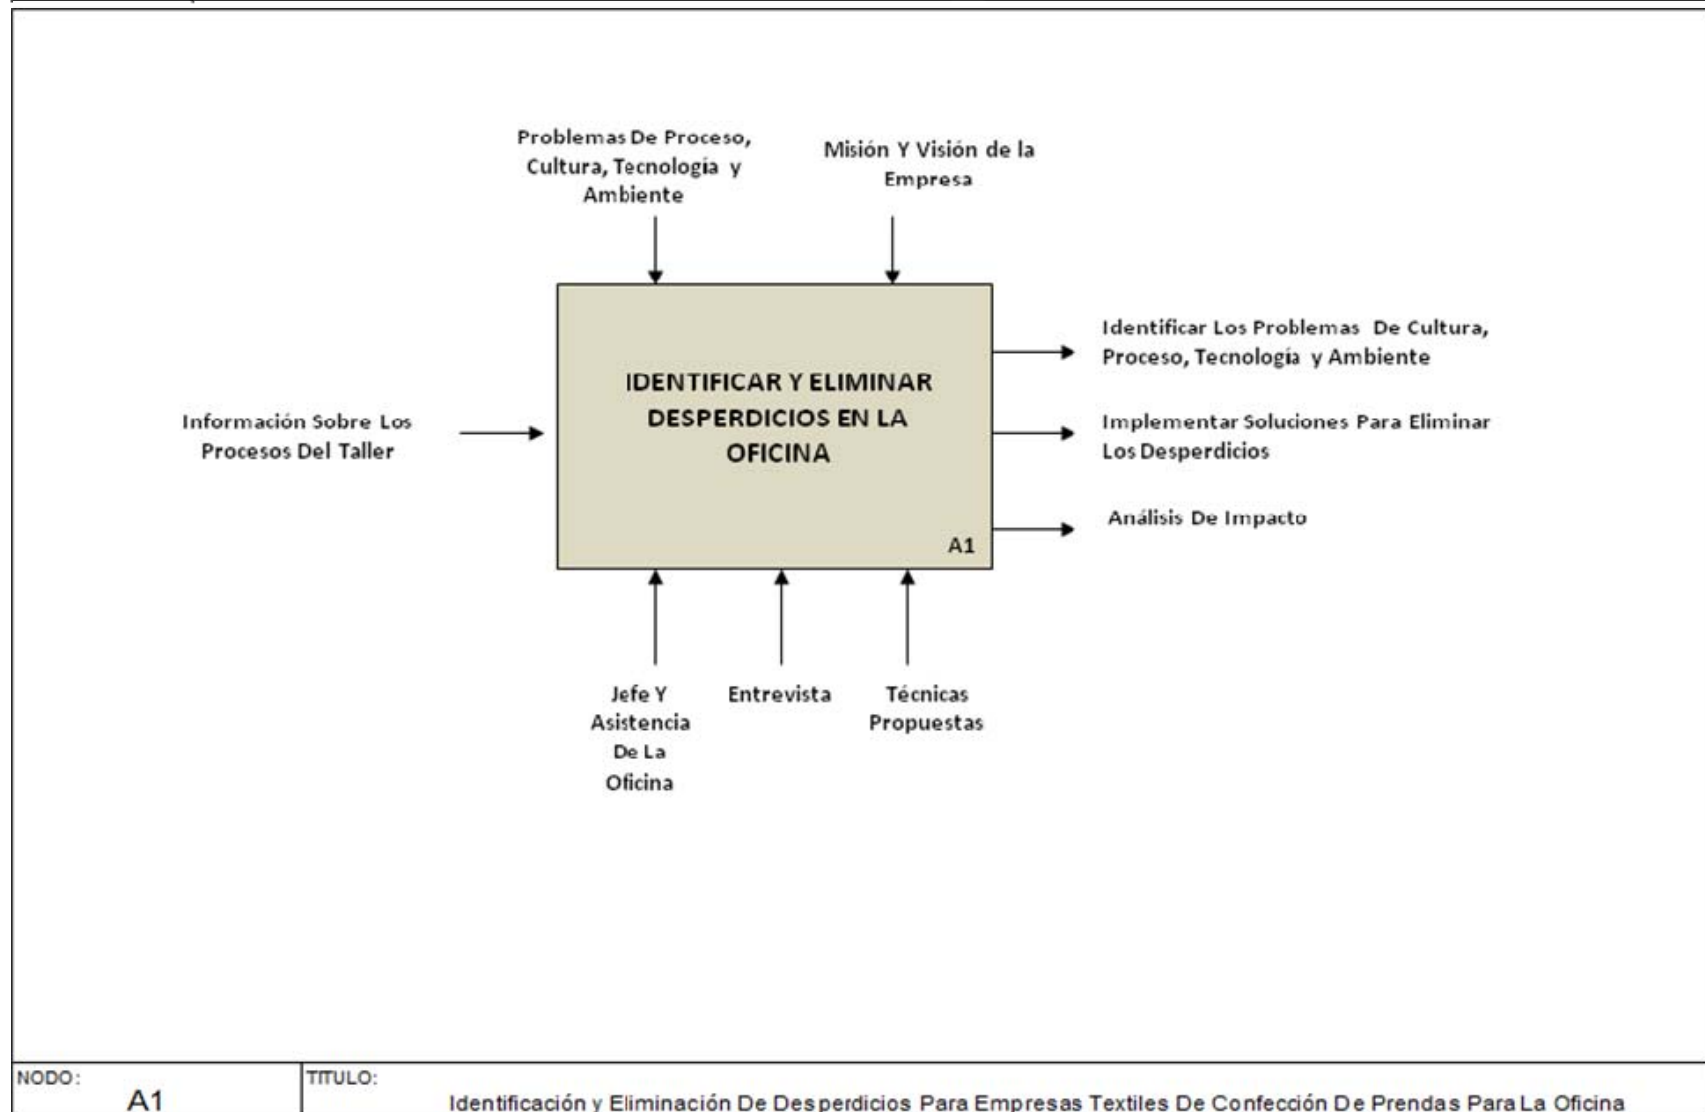 Problemas De Proceso,
Cultura, Tecnología y
Ambiente
Misión Y Visión de la
Empresa
Información Sobre Los
Procesos Del Taller
IDENTIFICAR Y ELIMINAR
DESPERDICIOS EN LA
OFICINA
A1
Identificar Los Problemas De Cultura,
Proceso, Tecnología y Ambiente
Implementar Soluciones Para Eliminar
Los Desperdicios
Análisis De Impacto
Jefe Y
Asistencia
De La
Oficina
Entrevista
Técnicas
Propuestas
NODO:
A1
TITULO:
Identificación y Eliminación De Desperdicios Para Empresas Textiles De Confección De Prendas Para La Oficina